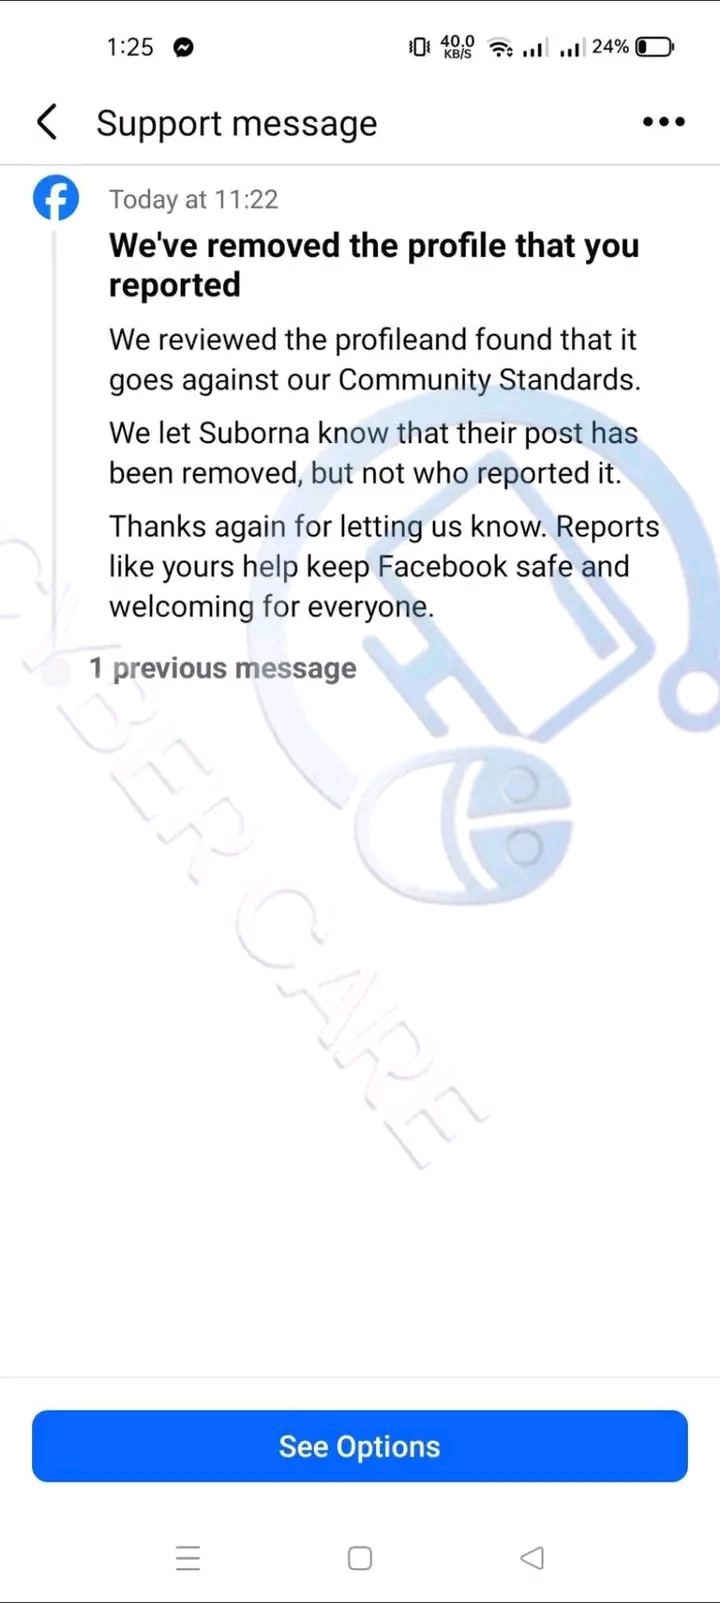 1:25
40.0
KB/S
24%
Support message
Today at 11:22
We've removed the profile that you
reported
We reviewed the profileand found that it
goes against our Community Standards.
We let Suborna know that their post has
been removed, but not who reported it.
Thanks again for letting us know. Reports
like yours help keep Facebook safe and
welcoming for everyone.
1 previous message
CYBER CARE
See Options